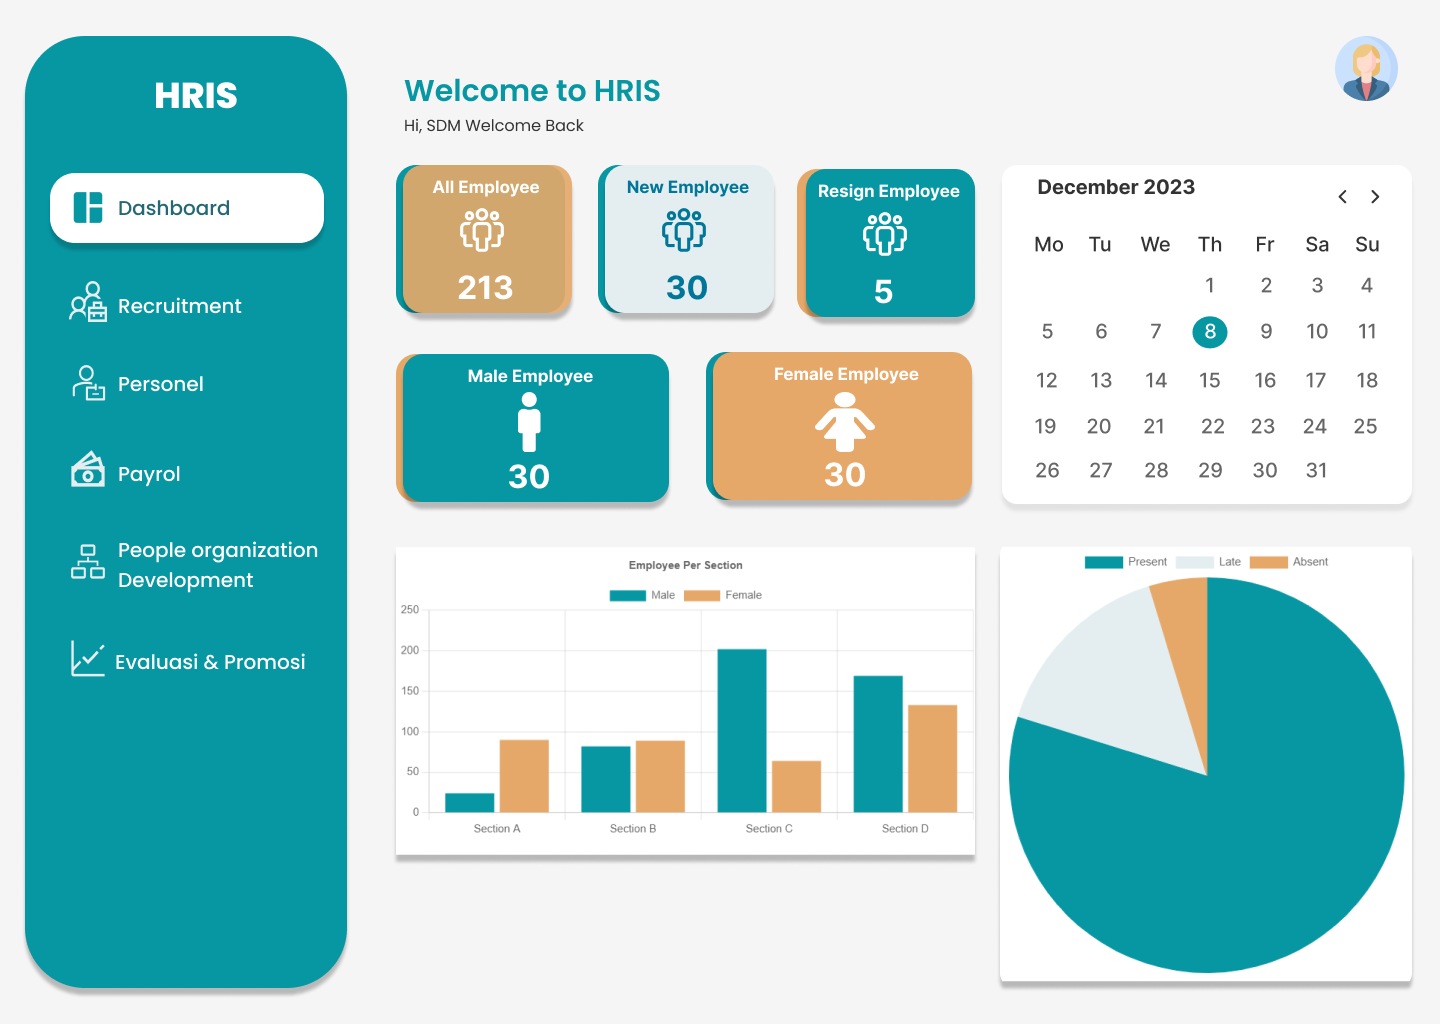 HRIS
Dashboard
Recruitment
Personel
Payrol
People organization
Development
Evaluasi & Promosi
Welcome to HRIS
Hi, SDM Welcome Back
All Employee
213
New Employee
30
Resign Employee
5
Male Employee
30
Female Employee
30
December 2023
Mo Tu We Th Fr Sa Su
1 2 3 4
5 6 7 8 9 10 11
12 13 14 15 16 17 18
19 20 21 22 23 24 25
26 27 28 29 30 31
Employee Per Section
Male Female
250
200
150
100
50
0
Section A Section B Section C Section D
Present Late Absent